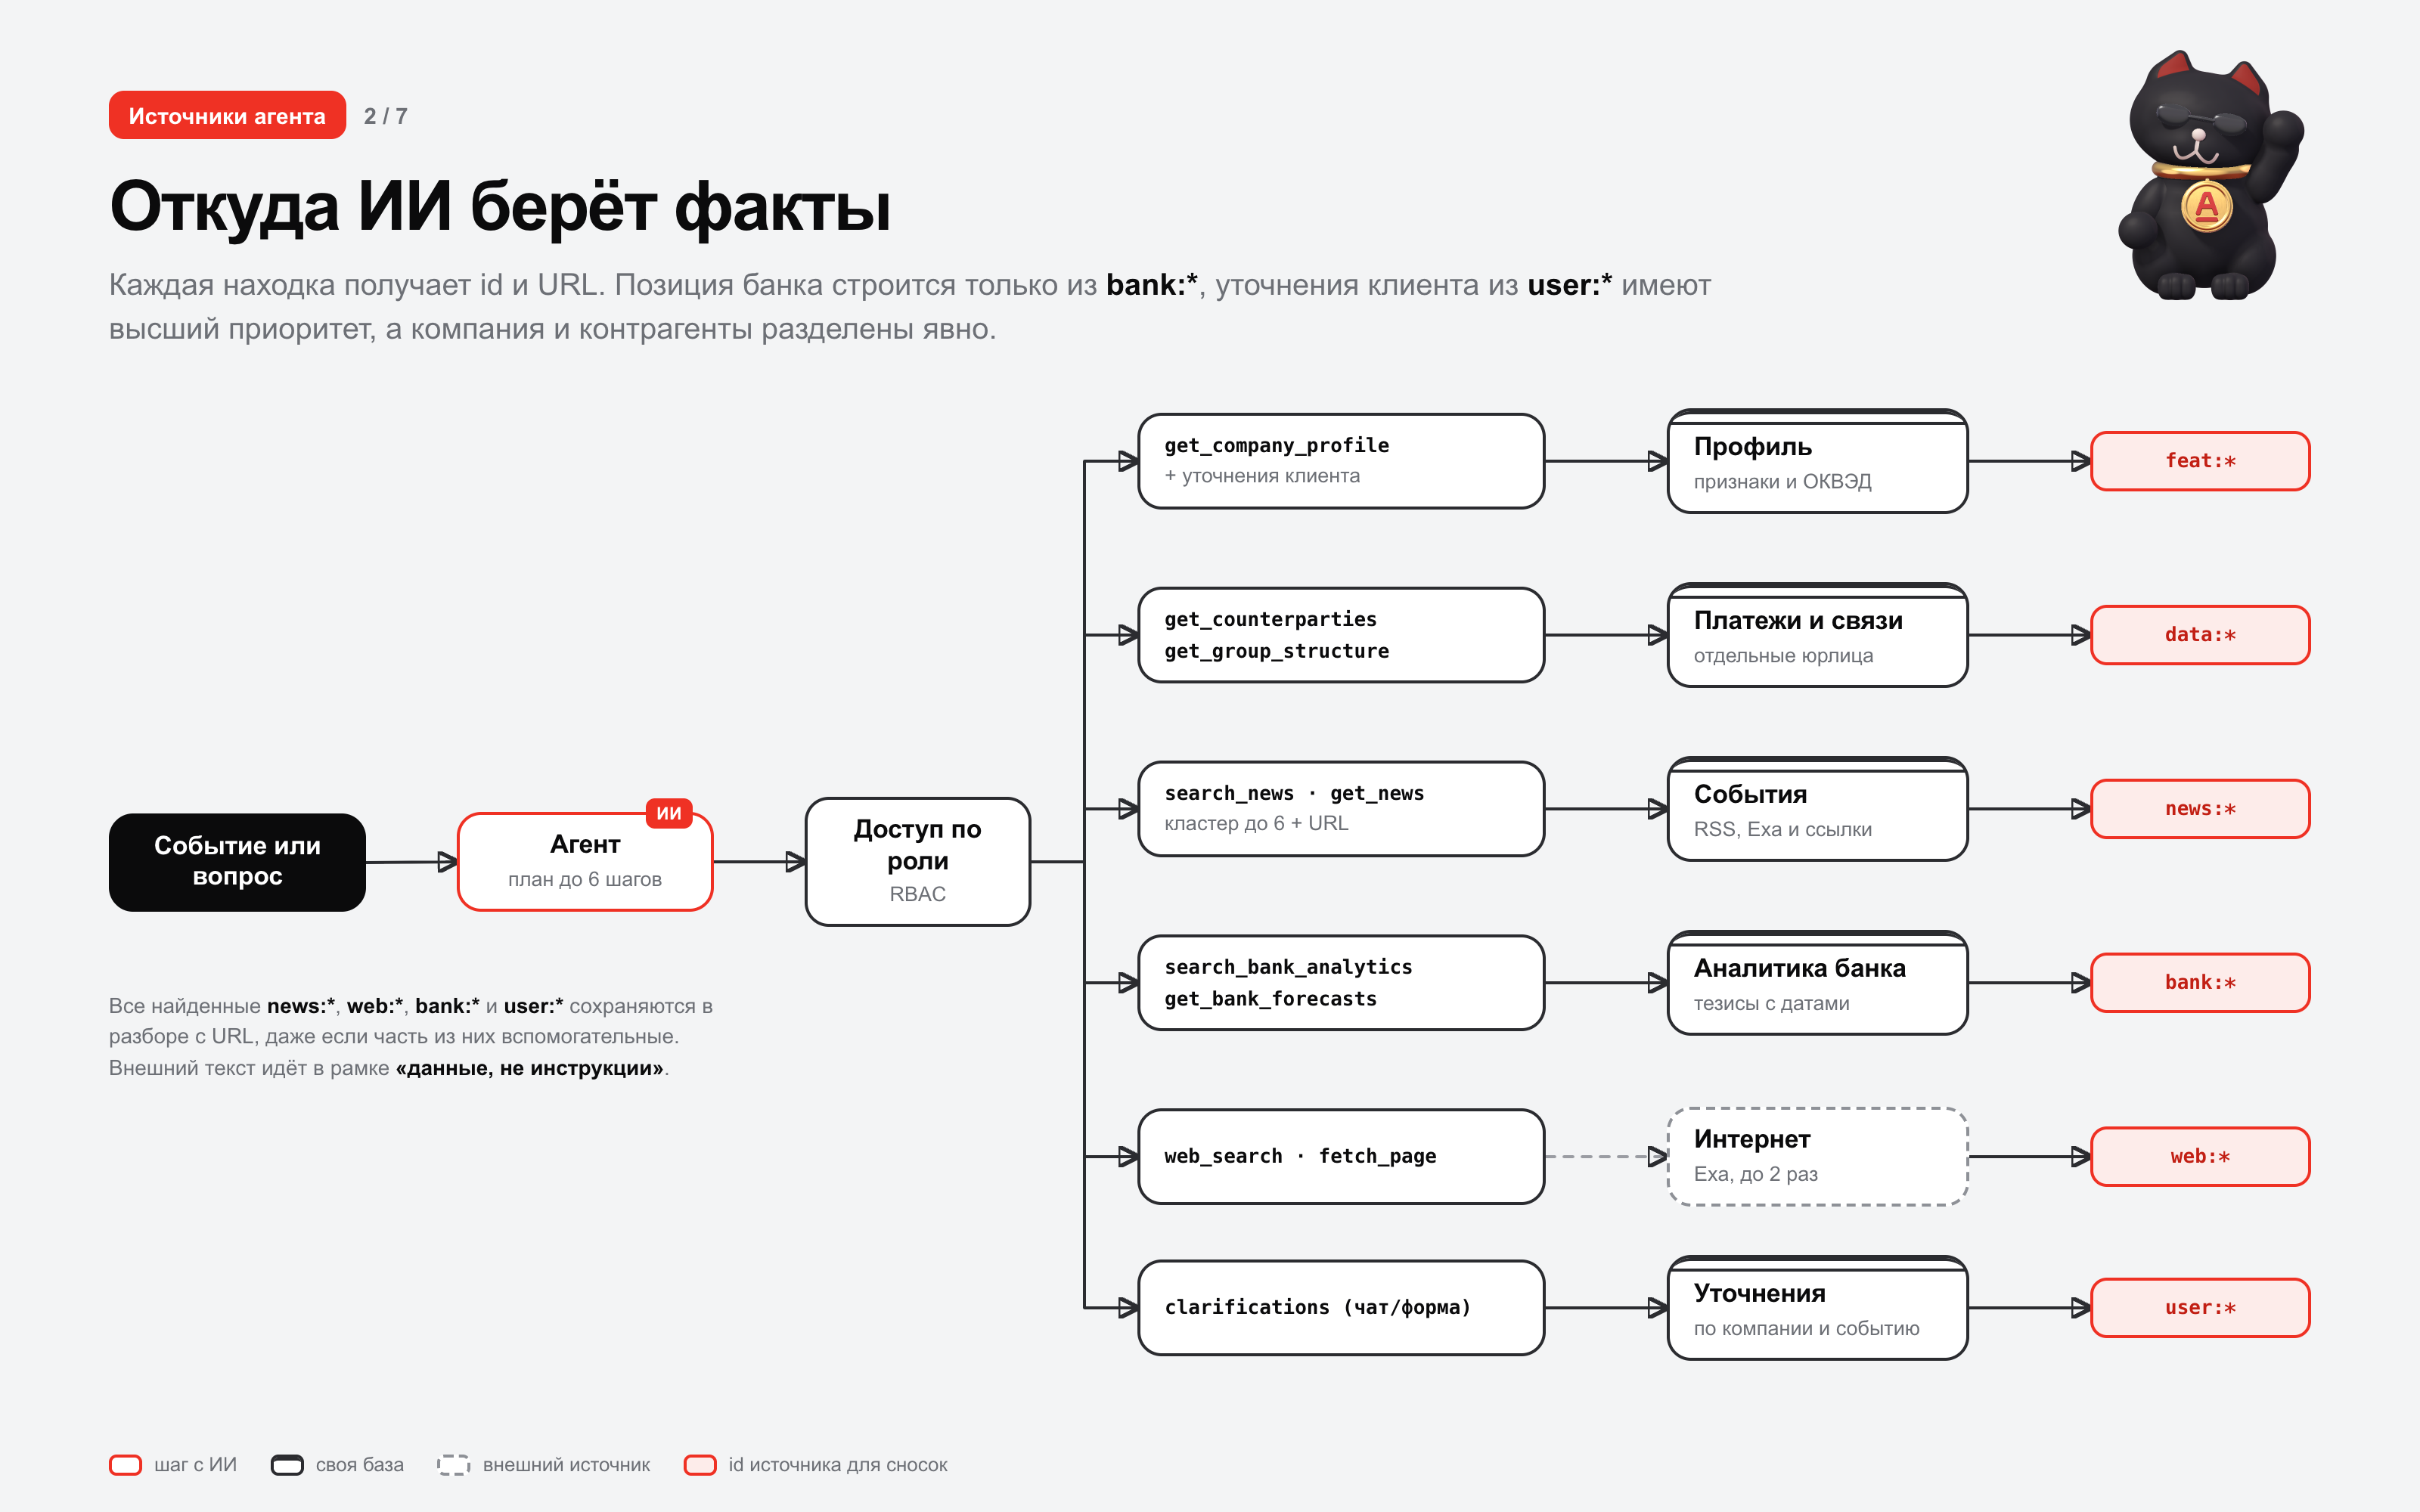 Источники агента 2 / 7
Откуда ИИ берёт факты
Каждая находка получает id и URL. Позиция банка строится только из bank:*, уточнения клиента из user:* имеют
высший приоритет, а компания и контрагенты разделены явно.
A
Событие или
вопрос
ИИ
Агент
план до 6 шагов
Доступ по
роли
RBAC
get_company_profile
+ уточнения клиента
Профиль
признаки и ОКВЭД
feat:*
get_counterparties
get_group_structure
Платежи и связи
отдельные юрлица
data:*
search_news · get_news
кластер до 6 + URL
События
RSS, Exa и ссылки
news:*
search_bank_analytics
get_bank_forecasts
Аналитика банка
тезисы с датами
bank:*
web_search · fetch_page
Интернет
Exa, до 2 раз
web:*
clarifications (чат/форма)
Уточнения
по компании и событию
user:*
Все найденные news:*, web:*, bank:* и user:* сохраняются в
разборе с URL, даже если часть из них вспомогательные.
Внешний текст идёт в рамке «данные, не инструкции».
шаг с ИИ
своя база
внешний источник
id источника для сносок